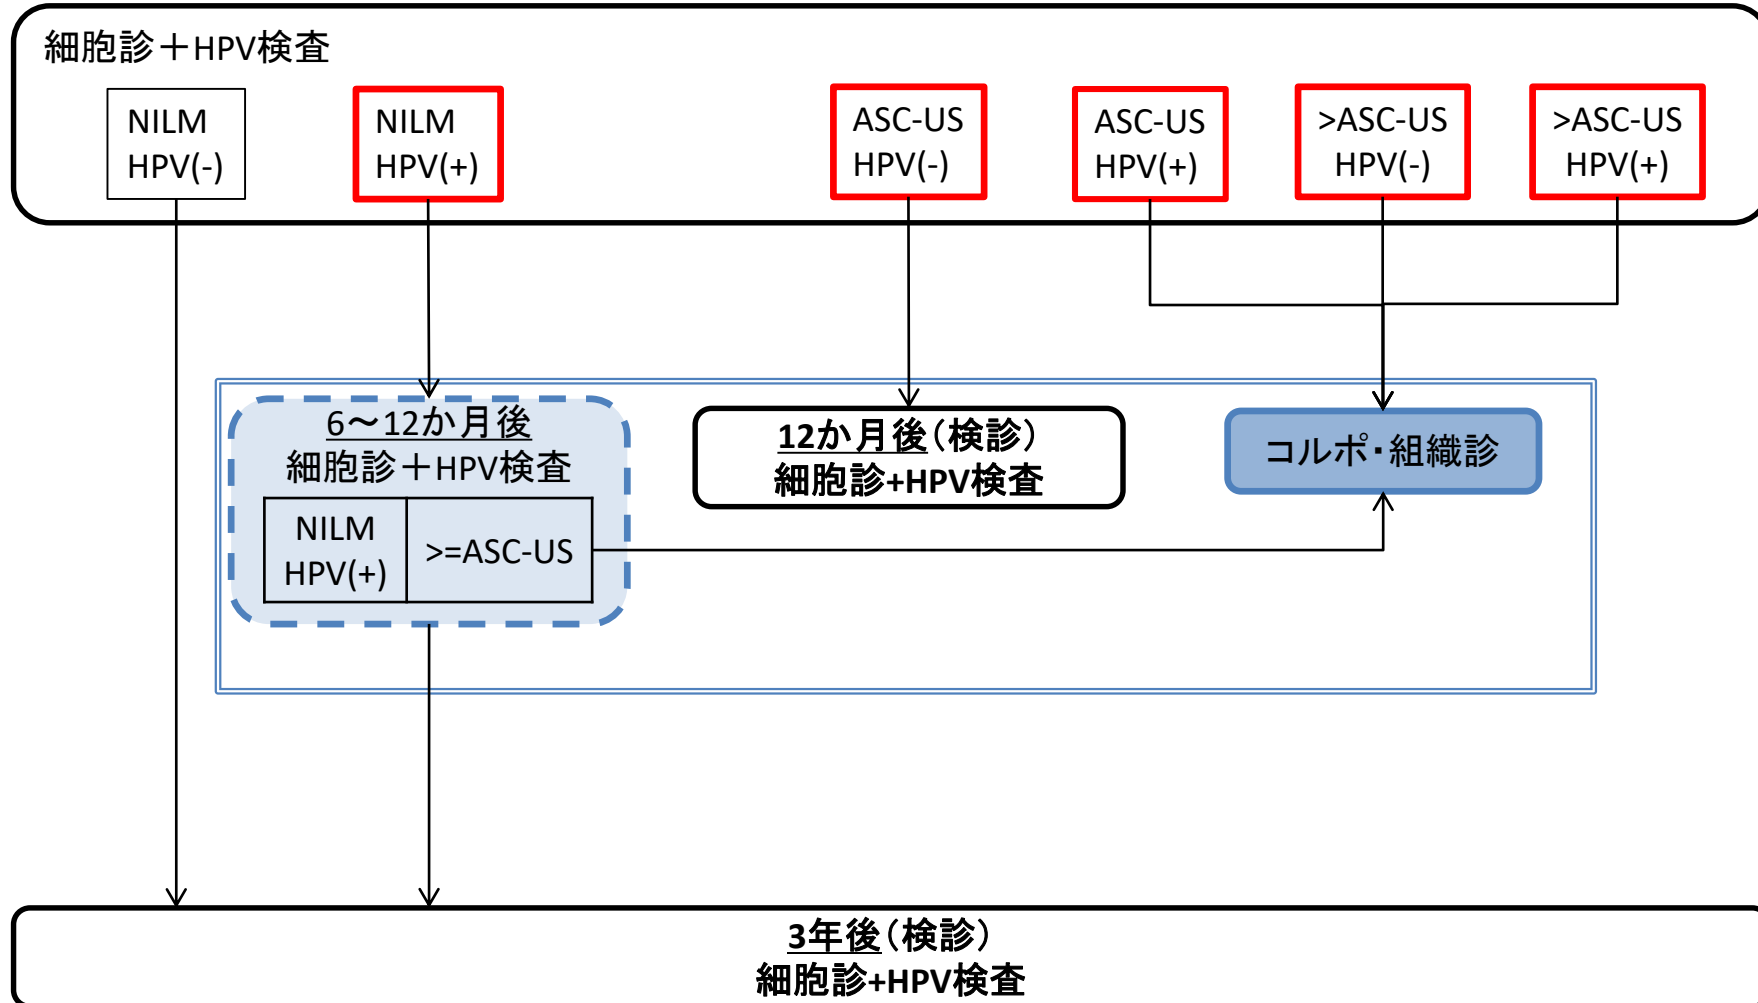 細胞診＋HPV検査
NILM
HPV(-)
NILM
HPV(+)
ASC-US
HPV(-)
ASC-US
HPV(+)
>ASC-US
HPV(-)
>ASC-US
HPV(+)
6～12か月後
細胞診＋HPV検査
NILM
HPV(+)
>=ASC-US
12か月後（検診）
細胞診+HPV検査
コルポ・組織診
3年後（検診）
細胞診+HPV検査